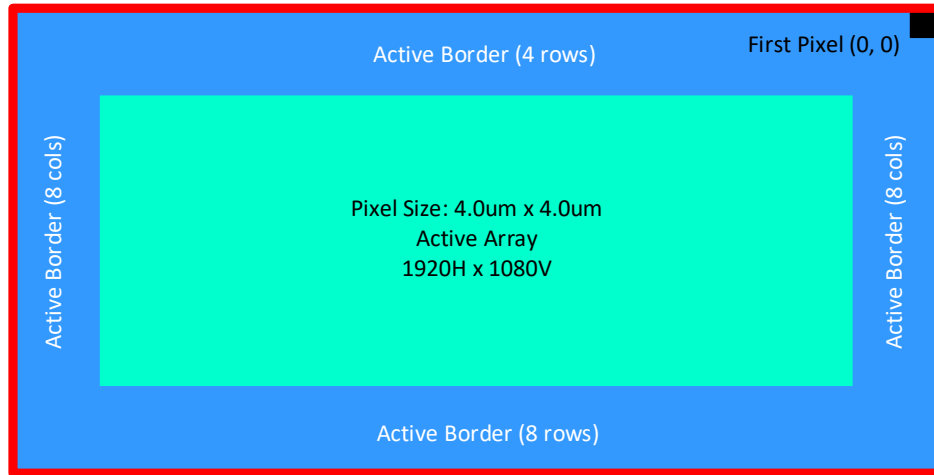 First Pixel (0, 0)
Active Border (4 rows)
Active Border (8 cols)
Pixel Size: 4.0um x 4.0um
Active Array
1920H x 1080V
Active Border (8 cols)
Active Border (8 rows)